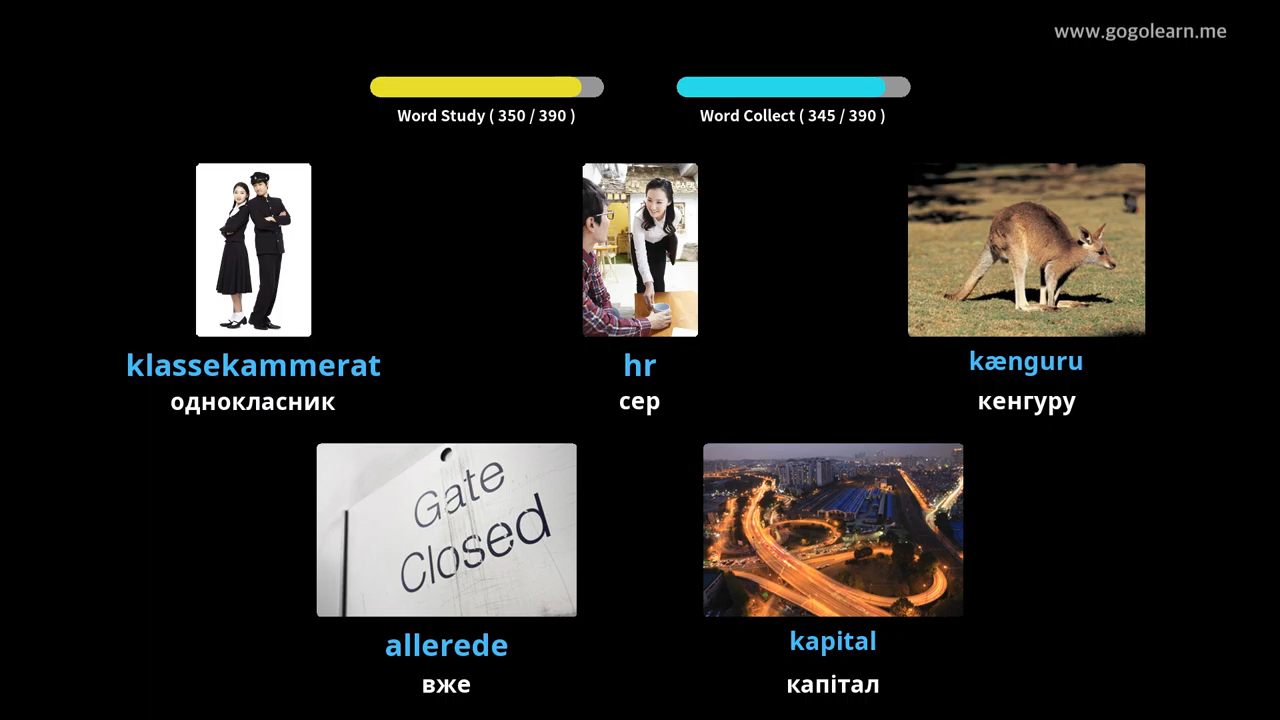 www.gogolearn.me
Word Study ( 350 / 390 )
Word Collect ( 345 / 390 )
klassekammerat
однокласник
hr
сер
kænguru
кенгуру
Gate
Closed
allerede
вже
kapital
капітал